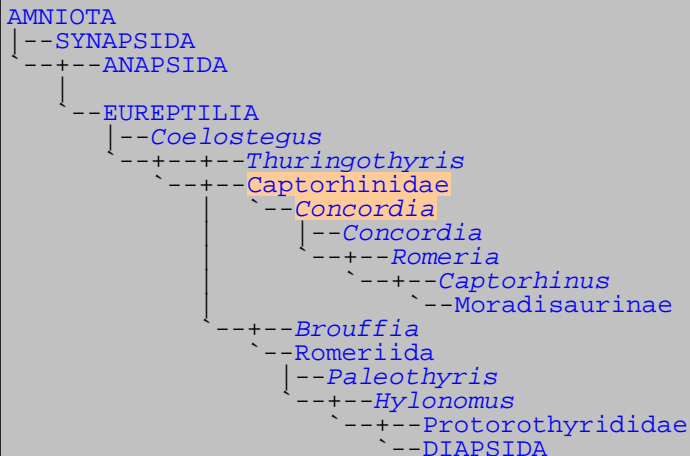 AMNIOTA
|--SYNAPSIDA
`--+--ANAPSIDA
   |
   `--EUREPTILIA
      |--Coelostegus
      `--+--+--Thuringothyris
         `--+--Captorhinidae
            |  `--Concordia
            |     |--Concordia
            |     `--+--Romeria
            |        `--+--Captorhinus
            |           `--Moradisaurinae
            `--+--Brouffia
               `--Romeriida
                  |--Paleothyris
                  `--+--Hylonomus
                     `--+--Protorothyrididae
                        `--DIAPSIDA